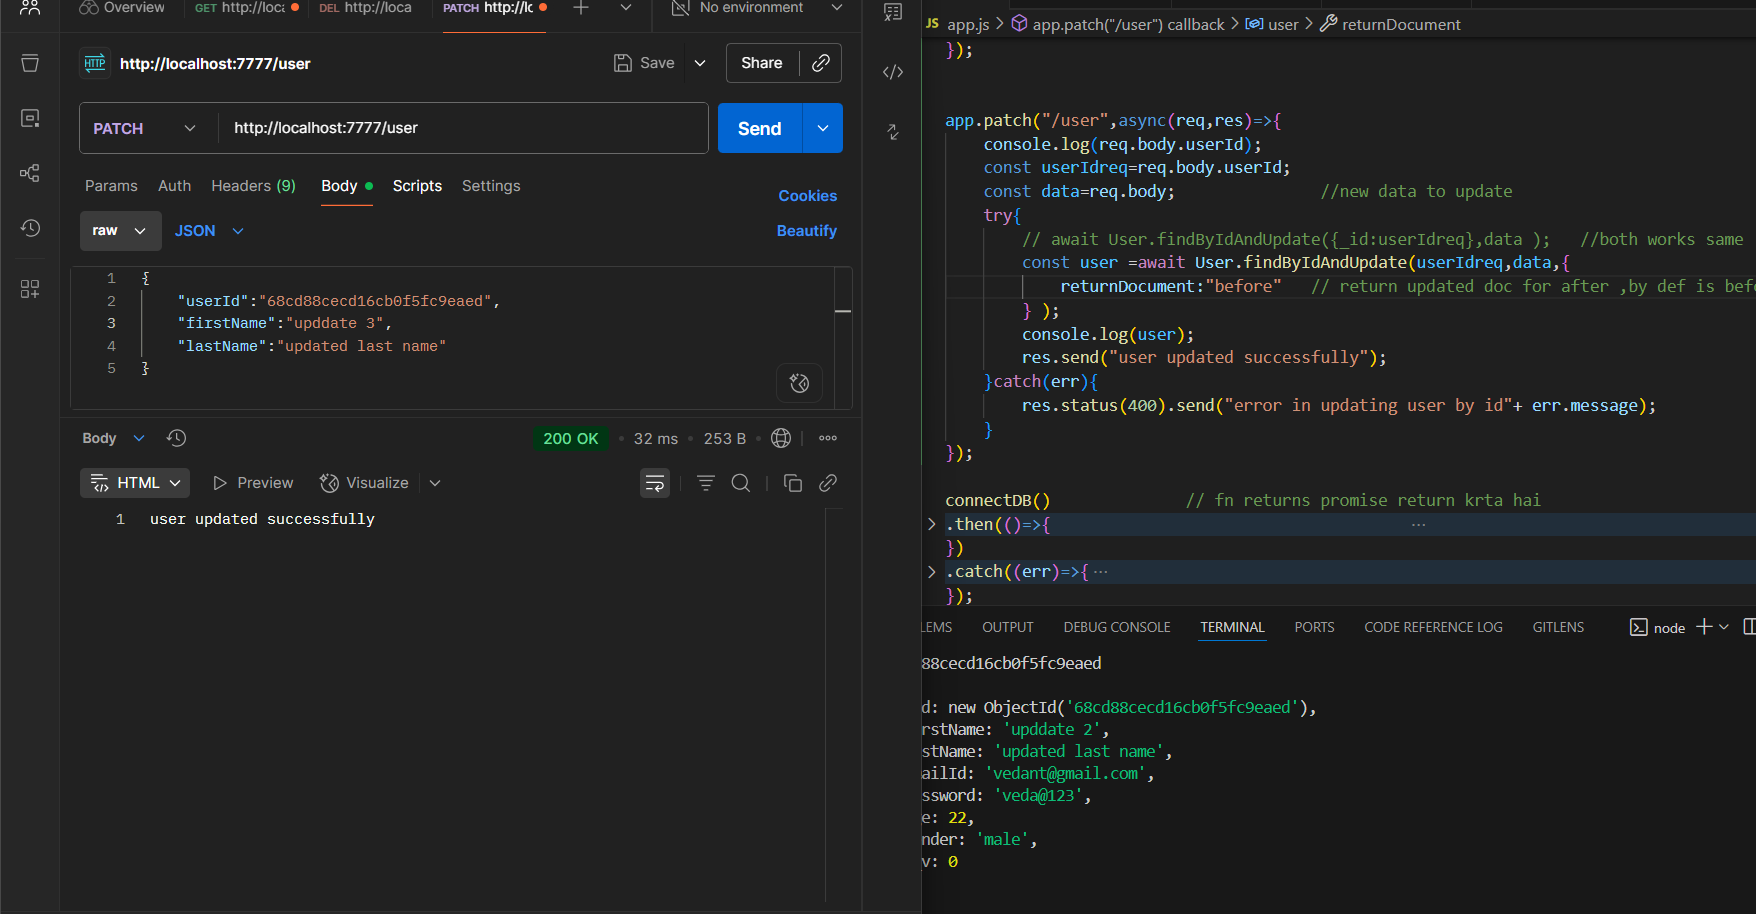 Overview
GET http://loc
DEL http://loca
PATCH http://lc
No environment
HTTP http://localhost:7777/user
Save
Share
PATCH
http://localhost:7777/user
Send
Params Auth Headers (9) Body Scripts Settings
Cookies
raw
JSON
Beautify
1 {
2 "userId":"68cd88cecd16cb0f5fc9eaed",
3 "firstName":"upddate 3",
4 "lastName":"updated last name"
5 }
Body
200 OK • 32 ms • 253 B
HTML
Preview
Visualize
1 user updated successfully
JS app.js > app.patch("/user") callback > user > returnDocument
});
app.patch("/user",async(req,res)=>{
console.log(req.body.userId);
const userIdreq=req.body.userId;
const data=req.body; //new data to update
try{
// await User.findByIdAndUpdate({_id:userIdreq},data ); //both works same
const user =await User.findByIdAndUpdate(userIdreq,data,{
returnDocument:"before" // return updated doc for after ,by def is befo
} );
console.log(user);
res.send("user updated successfully");
}catch(err){
res.status(400).send("error in updating user by id"+ err.message);
}
});
connectDB() // fn returns promise return krta hai
.then(()=>{ ...
})
.catch((err)=>{ ...
});
LEMS OUTPUT DEBUG CONSOLE TERMINAL PORTS CODE REFERENCE LOG GITLENS
node
88cecd16cb0f5fc9eaed
d: new ObjectId('68cd88cecd16cb0f5fc9eaed'),
rstName: 'upddate 2',
stName: 'updated last name',
ailId: 'vedant@gmail.com',
ssword: 'veda@123',
e: 22,
nder: 'male',
v: 0